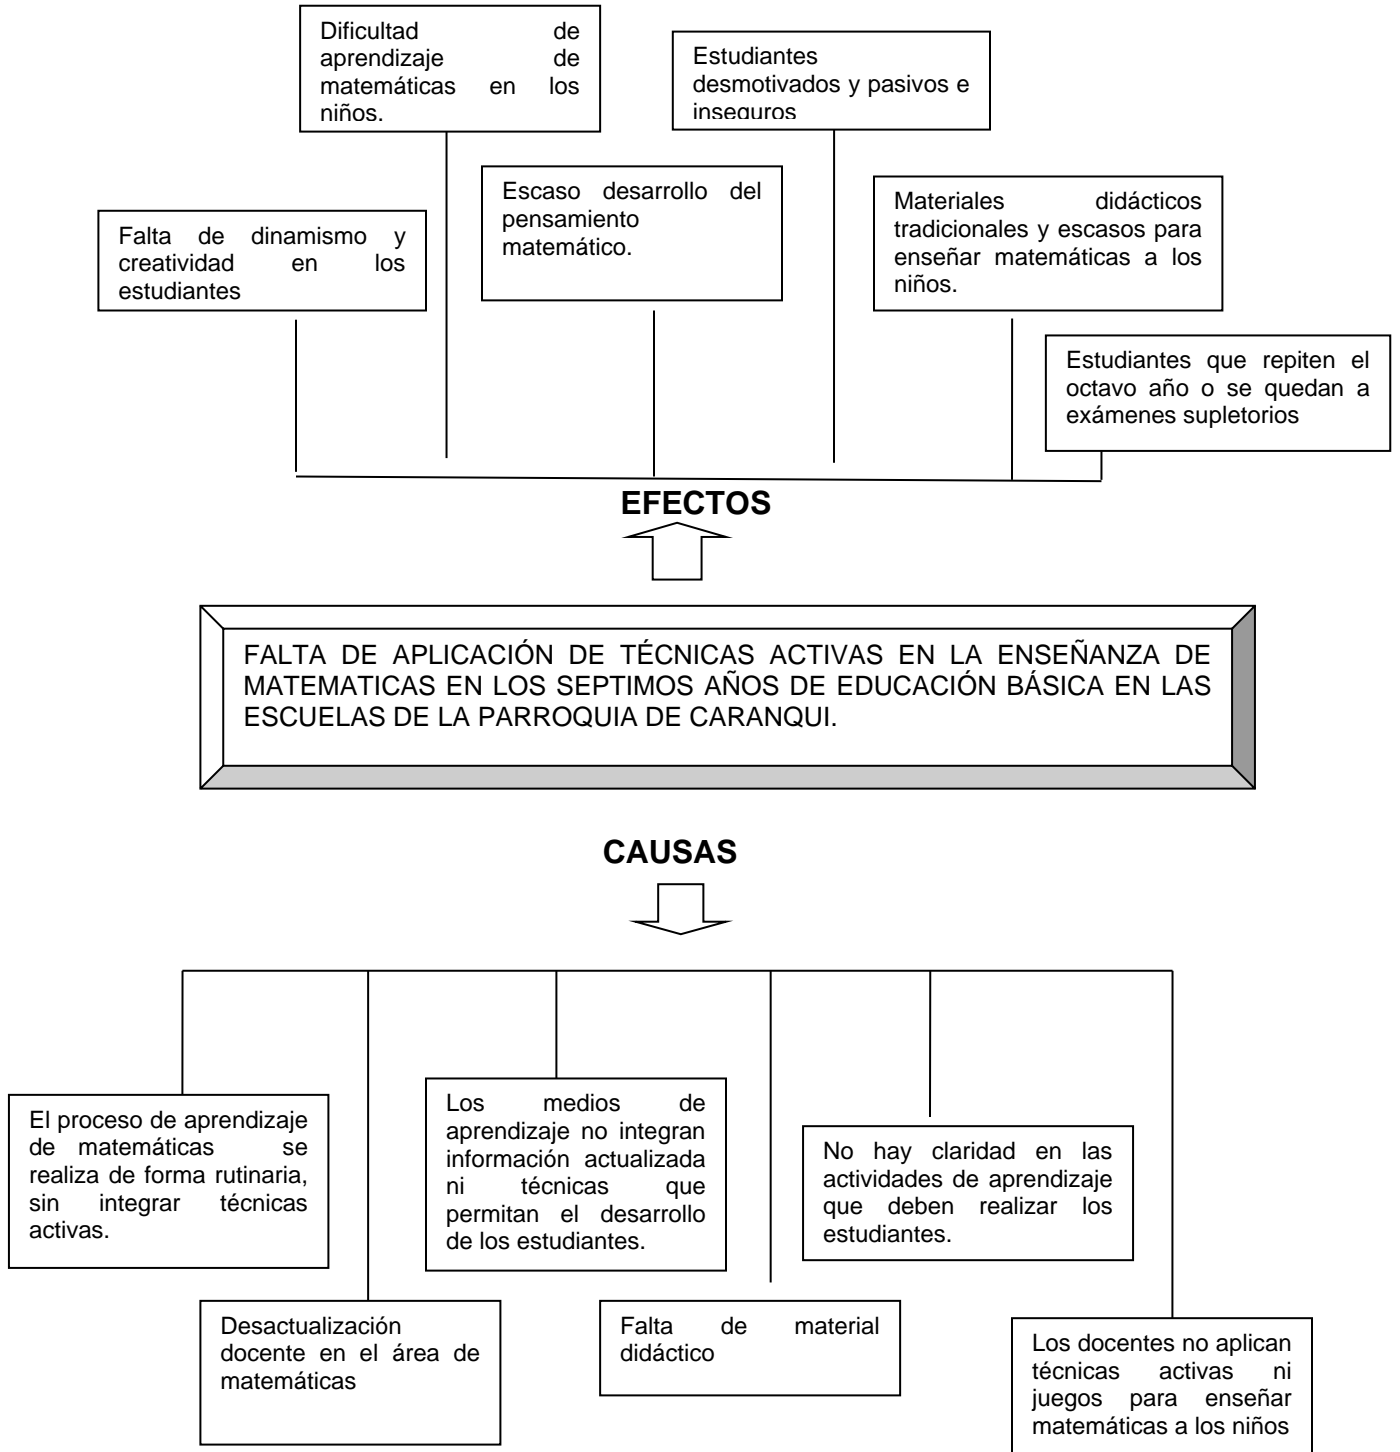 Dificultad de
aprendizaje de
matemáticas en los
niños.
Estudiantes
desmotivados y pasivos e
inseguros
Escaso desarrollo del
pensamiento
matemático.
Materiales didácticos
tradicionales y escasos para
enseñar matemáticas a los
niños.
Falta de dinamismo y
creatividad en los
estudiantes
Estudiantes que repiten el
octavo año o se quedan a
exámenes supletorios
EFECTOS
FALTA DE APLICACIÓN DE TÉCNICAS ACTIVAS EN LA ENSEÑANZA DE
MATEMATICAS EN LOS SEPTIMOS AÑOS DE EDUCACIÓN BÁSICA EN LAS
ESCUELAS DE LA PARROQUIA DE CARANQUI.
CAUSAS
El proceso de aprendizaje
de matemáticas se
realiza de forma rutinaria,
sin integrar técnicas
activas.
Los medios de
aprendizaje no integran
información actualizada
ni técnicas que
permitan el desarrollo
de los estudiantes.
No hay claridad en las
actividades de aprendizaje
que deben realizar los
estudiantes.
Desactualización
docente en el área de
matemáticas
Falta de material
didáctico
Los docentes no aplican
técnicas activas ni
juegos para enseñar
matemáticas a los niños